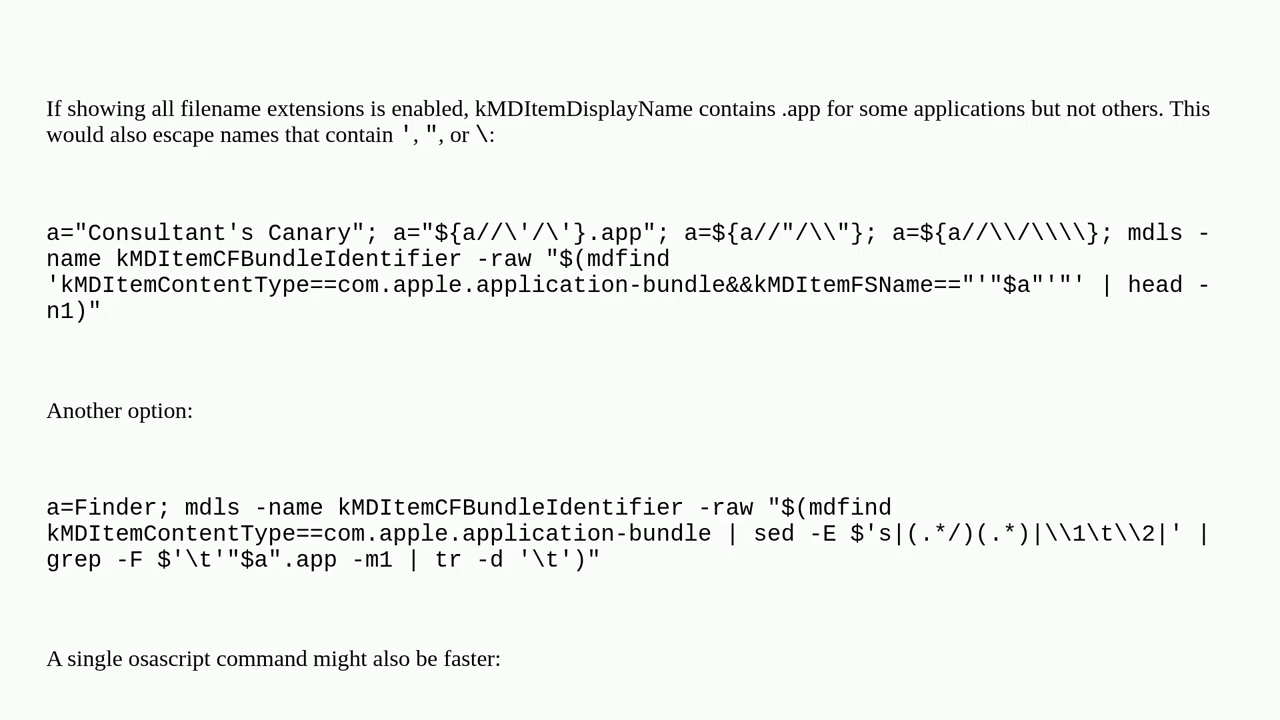 If showing all filename extensions is enabled, kMDItemDisplayName contains .app for some applications but not others. This
would also escape names that contain ', ", or \:
a="Consultant's Canary"; a="${a//\'/\'}.app"; a=${a//"/\\"}; a=${a//\\/\\\\}; mdls -
name kMDItemCFBundleIdentifier -raw "$(mdfind
'kMDItemContentType==com.apple.application-bundle&&kMDItemFSName=="'"$a"'"' | head -
n1)"
Another option:
a=Finder; mdls -name kMDItemCFBundleIdentifier -raw "$(mdfind
kMDItemContentType==com.apple.application-bundle | sed -E $'s|(.*/)(.*)|\\1\t\\2|' |
grep -F $'\t'"$a".app -m1 | tr -d '\t')"
A single osascript command might also be faster: